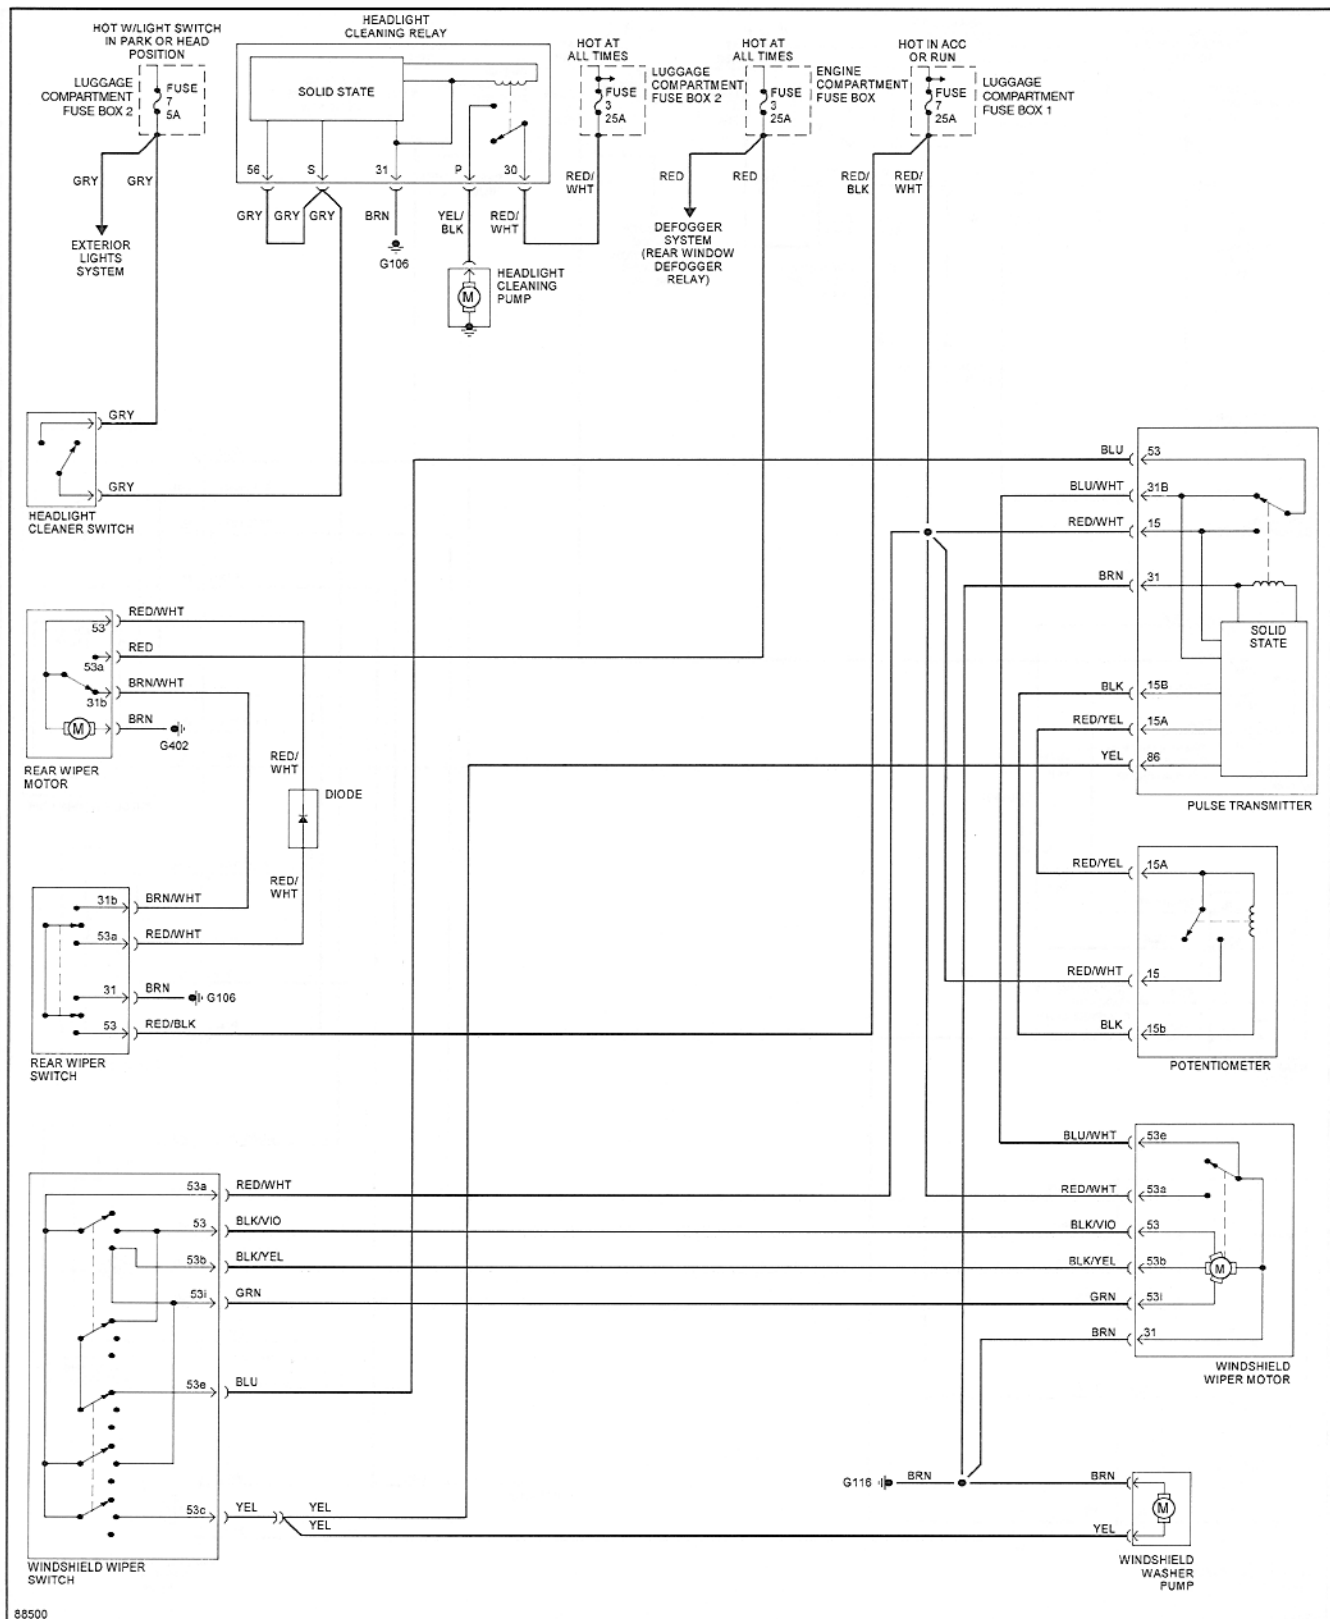 HEADLIGHT
CLEANING RELAY
HOT W/LIGHT SWITCH
IN PARK OR HEAD
POSITION
LUGGAGE
COMPARTMENT
FUSE BOX 2
FUSE
7
5A
SOLID STATE
HOT AT
ALL TIMES
FUSE
3
25A
LUGGAGE
COMPARTMENT
FUSE BOX 2
HOT AT
ALL TIMES
FUSE
3
25A
ENGINE
COMPARTMENT
FUSE BOX
HOT IN ACC
OR RUN
FUSE
7
25A
LUGGAGE
COMPARTMENT
FUSE BOX 1
56
S
31
P
30
GRY
GRY
GRY
GRY
GRY
BRN
YEL/
BLK
RED/
WHT
RED/
WHT
RED
RED
RED/
BLK
RED/
WHT
EXTERIOR
LIGHTS
SYSTEM
G106
M
HEADLIGHT
CLEANING
PUMP
DEFOGGER
SYSTEM
(REAR WINDOW
DEFOGGER
RELAY)
GRY
GRY
HEADLIGHT
CLEANER SWITCH
BLU
53
BLU/WHT
31B
RED/WHT
15
BRN
31
SOLID
STATE
BLK
15B
RED/YEL
15A
YEL
86
PULSE TRANSMITTER
53
RED/WHT
53a
RED
31b
BRN/WHT
M
BRN
G402
REAR WIPER
MOTOR
RED/
WHT
DIODE
RED/
WHT
31b
BRN/WHT
53a
RED/WHT
31
BRN
G106
53
RED/BLK
REAR WIPER
SWITCH
RED/YEL
15A
RED/WHT
15
BLK
15b
POTENTIOMETER
53a
RED/WHT
53
BLK/VIO
53b
BLK/YEL
53i
GRN
53e
BLU
53c
YEL
YEL
YEL
WINDSHIELD WIPER
SWITCH
BLU/WHT
53e
RED/WHT
53a
BLK/VIO
53
BLK/YEL
53b
M
GRN
53i
BRN
31
WINDSHIELD
WIPER MOTOR
G116
BRN
BRN
M
YEL
WINDSHIELD
WASHER
PUMP
88500